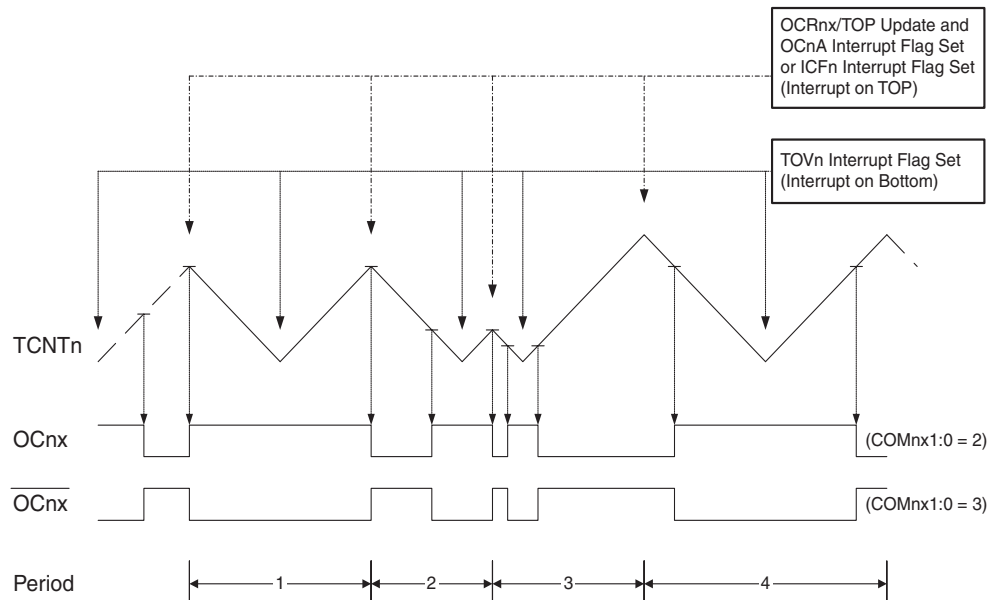 OCRnx/TOP Update and
OCnA Interrupt Flag Set
or ICFn Interrupt Flag Set
(Interrupt on TOP)
TOVn Interrupt Flag Set
(Interrupt on Bottom)
TCNTn
OCnx
(COMnx1:0 = 2)
OCnx
(COMnx1:0 = 3)
Period
1
2
3
4